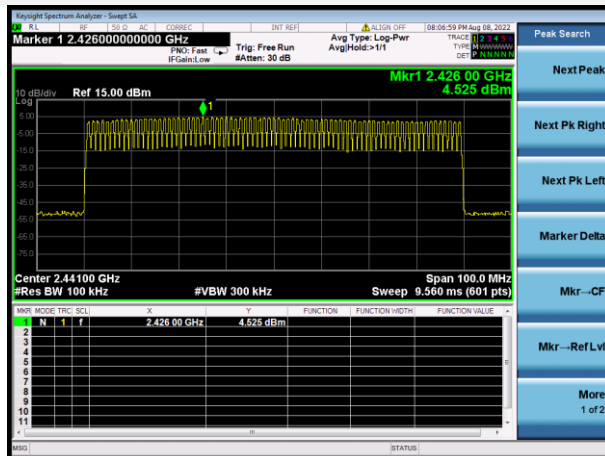 Keysight Spectrum Analyzer - Swept SA
RL RF 50 Ω AC CORREC INT REF ALIGN OFF 08:06:59 PM Aug 08, 2022
Marker 1 2.426000000000 GHz
PNO: Fast
IFGain:Low
Trig: Free Run
#Atten: 30 dB
Avg Type: Log-Pwr
Avg|Hold:>1/1
TRACE 1 2 3 4 5 6
TYPE M WWWWW
DET P N N N N N
Peak Search
Mkr1 2.426 00 GHz
4.525 dBm
10 dB/div Ref 15.00 dBm
Log
1
5.00
-5.00
-15.0
-25.0
-35.0
-45.0
-55.0
-65.0
-75.0
Center 2.44100 GHz Span 100.0 MHz
#Res BW 100 kHz #VBW 300 kHz Sweep 9.560 ms (601 pts)
MKR MODE TRC SCL X Y FUNCTION FUNCTION WIDTH FUNCTION VALUE
1 N 1 f 2.426 00 GHz 4.525 dBm
2
3
4
5
6
7
8
9
10
11
MSG STATUS
Next Peak
Next Pk Right
Next Pk Left
Marker Delta
Mkr→CF
Mkr→Ref Lvl
More
1 of 2